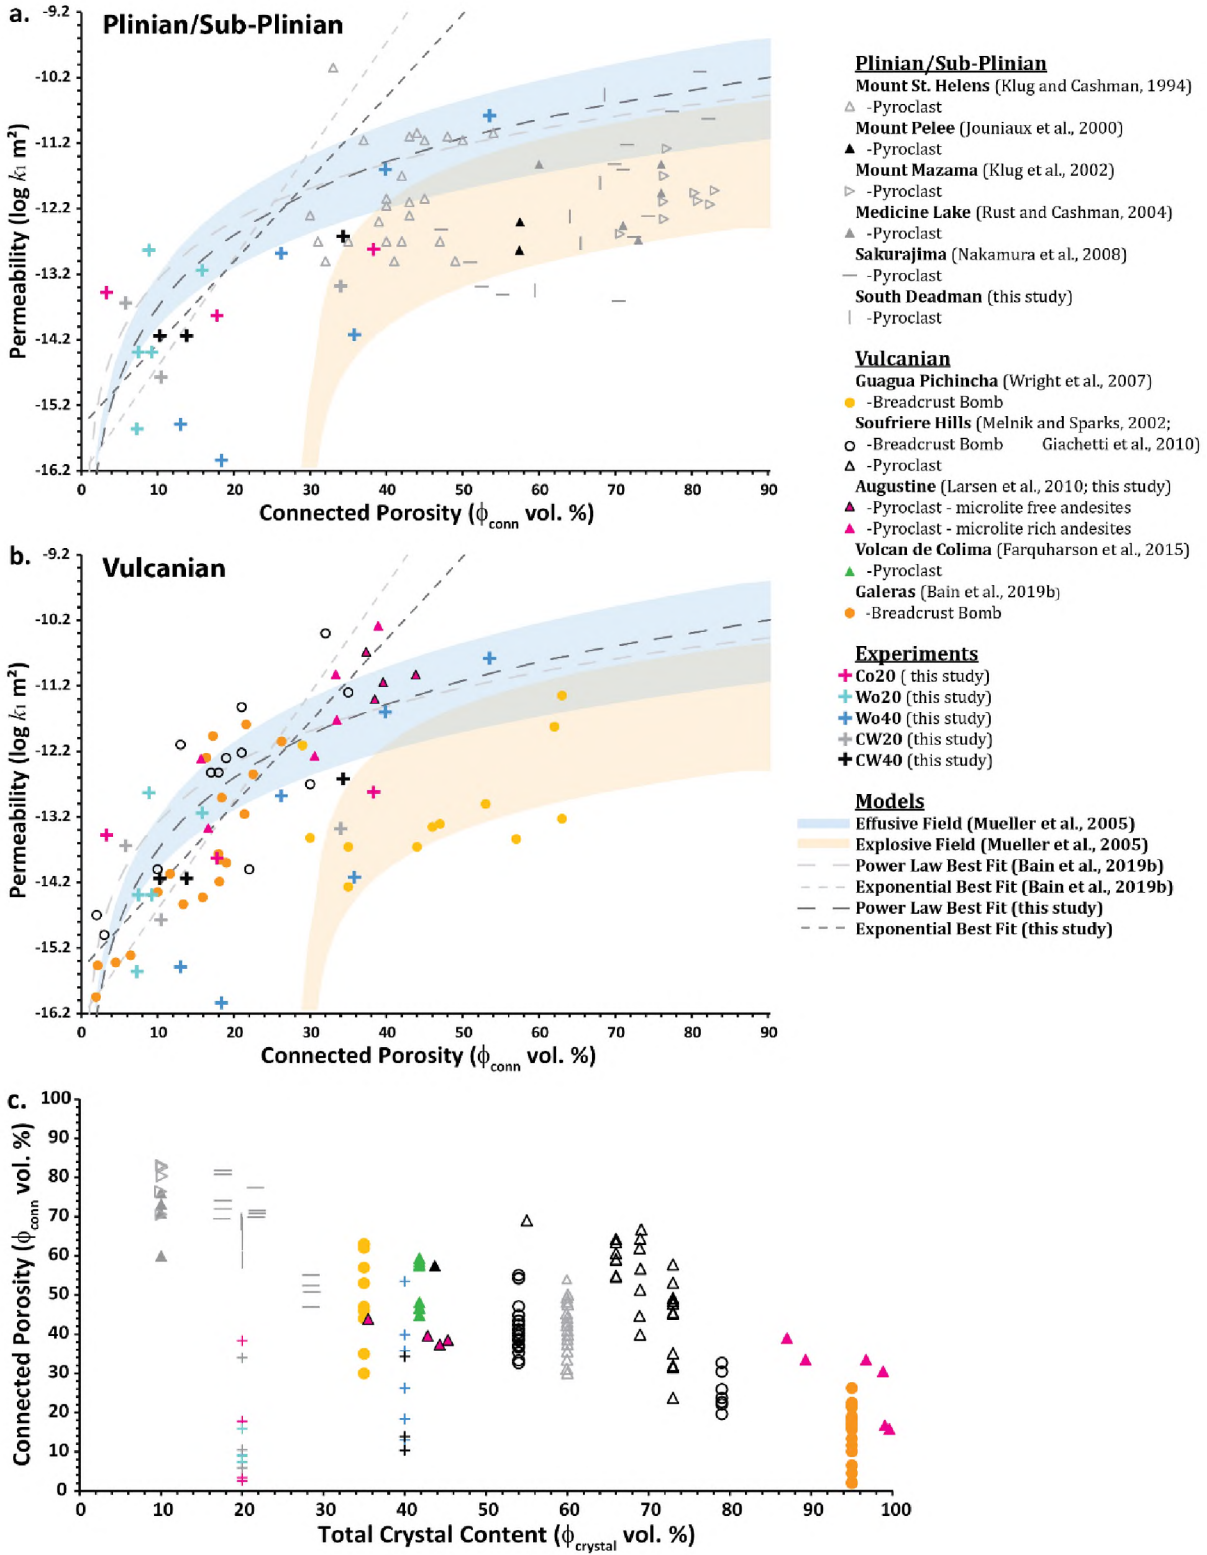 a.
Plinian/Sub-Plinian
-9.2
-10.2
-11.2
-12.2
-13.2
-14.2
-15.2
-16.2
Permeability (log k₁ m²)
0 10 20 30 40 50 60 70 80 90
Connected Porosity (ϕconn vol. %)
b.
Vulcanian
-9.2
-10.2
-11.2
-12.2
-13.2
-14.2
-15.2
-16.2
Permeability (log k₁ m²)
0 10 20 30 40 50 60 70 80 90
Connected Porosity (ϕconn vol. %)
c.
100
90
80
70
60
50
40
30
20
10
0
Connected Porosity (ϕconn vol. %)
0 10 20 30 40 50 60 70 80 90 100
Total Crystal Content (ϕcrystal vol. %)
Plinian/Sub-Plinian
Mount St. Helens (Klug and Cashman, 1994)
-Pyroclast
Mount Pelee (Jouniaux et al., 2000)
-Pyroclast
Mount Mazama (Klug et al., 2002)
-Pyroclast
Medicine Lake (Rust and Cashman, 2004)
-Pyroclast
Sakurajima (Nakamura et al., 2008)
-Pyroclast
South Deadman (this study)
-Pyroclast
Vulcanian
Guagua Pichincha (Wright et al., 2007)
-Breadcrust Bomb
Soufriere Hills (Melnik and Sparks, 2002;
-Breadcrust Bomb Giachetti et al., 2010)
-Pyroclast
Augustine (Larsen et al., 2010; this study)
-Pyroclast - microlite free andesites
-Pyroclast - microlite rich andesites
Volcan de Colima (Farquharson et al., 2015)
-Pyroclast
Galeras (Bain et al., 2019b)
-Breadcrust Bomb
Experiments
Co20 ( this study)
Wo20 (this study)
Wo40 (this study)
CW20 (this study)
CW40 (this study)
Models
Effusive Field (Mueller et al., 2005)
Explosive Field (Mueller et al., 2005)
Power Law Best Fit (Bain et al., 2019b)
Exponential Best Fit (Bain et al., 2019b)
Power Law Best Fit (this study)
Exponential Best Fit (this study)